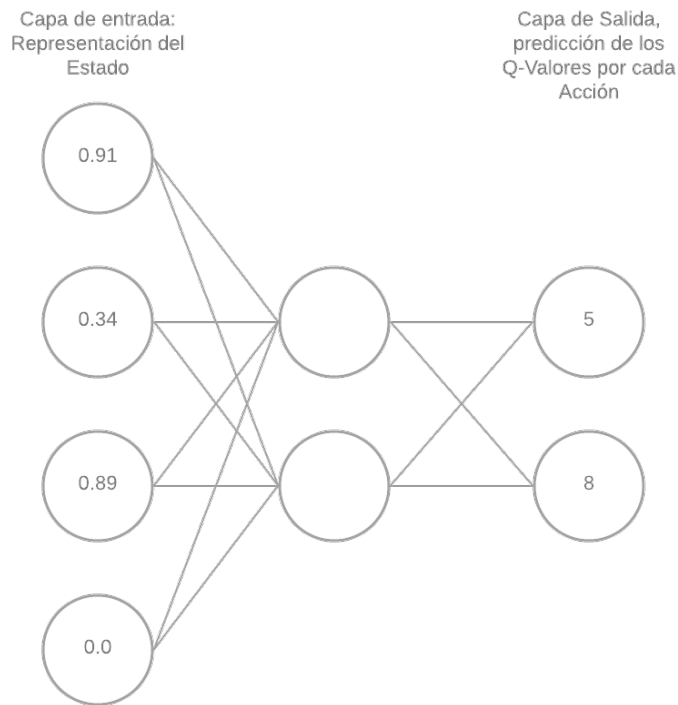 Capa de entrada:
Representación del
Estado
Capa de Salida,
predicción de los
Q-Valores por cada
Acción
0.91
0.34
5
0.89
8
0.0